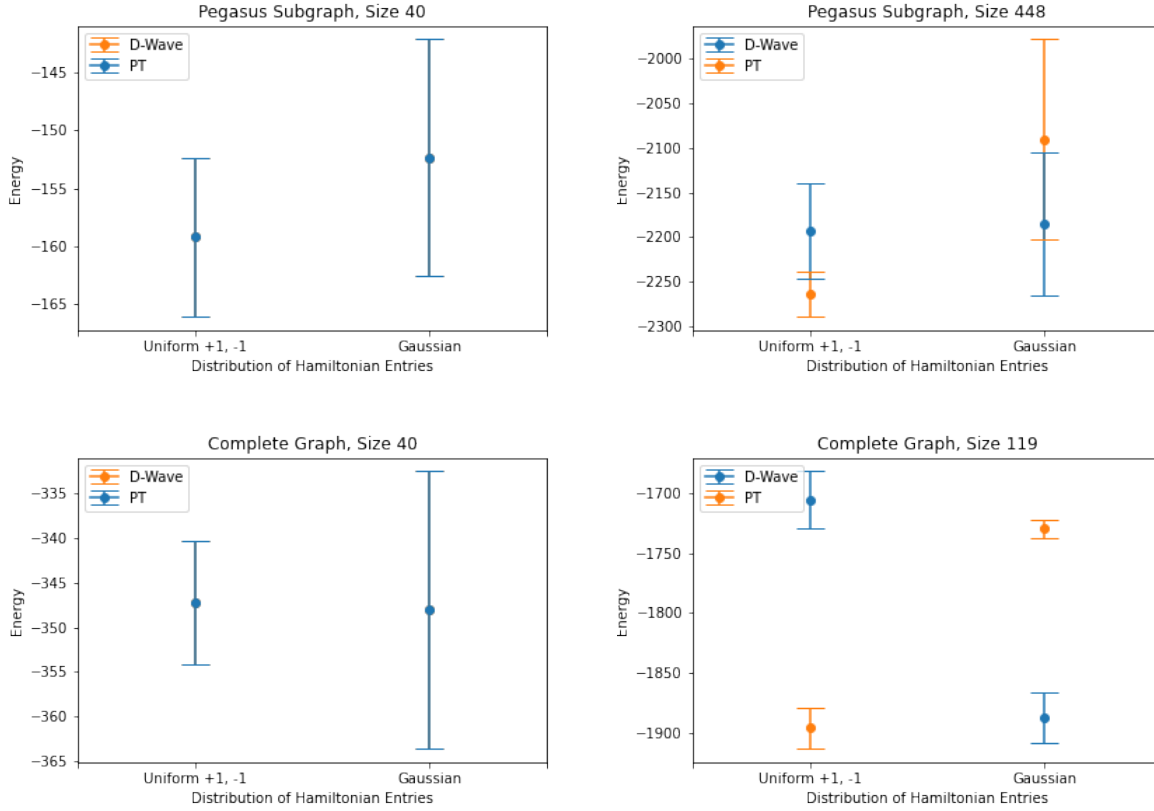 Pegasus Subgraph, Size 40
D-Wave
PT
−145
−150
−155
−160
−165
Energy
Uniform +1, -1
Gaussian
Distribution of Hamiltonian Entries
Pegasus Subgraph, Size 448
D-Wave
PT
−2000
−2050
−2100
−2150
−2200
−2250
−2300
Energy
Uniform +1, -1
Gaussian
Distribution of Hamiltonian Entries
Complete Graph, Size 40
D-Wave
PT
−335
−340
−345
−350
−355
−360
−365
Energy
Uniform +1, -1
Gaussian
Distribution of Hamiltonian Entries
Complete Graph, Size 119
D-Wave
PT
−1700
−1750
−1800
−1850
−1900
Energy
Uniform +1, -1
Gaussian
Distribution of Hamiltonian Entries